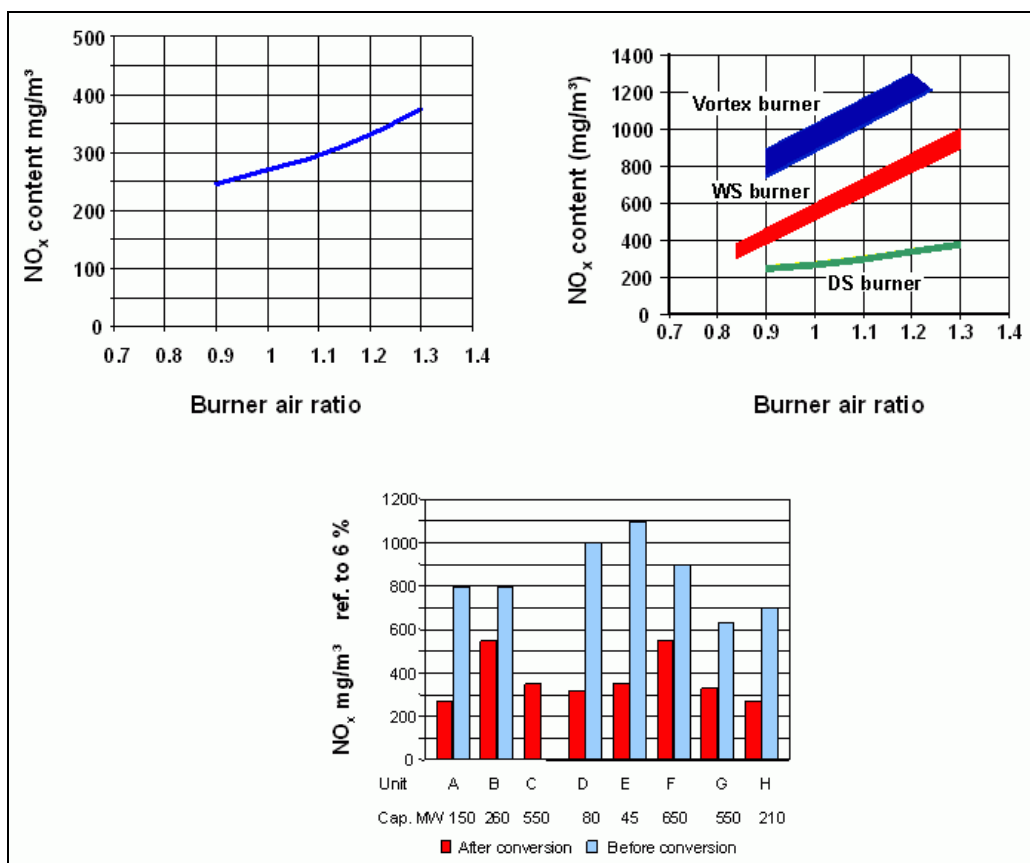 500
400
300
200
100
0
NOx content mg/m³
0.7 0.8 0.9 1 1.1 1.2 1.3 1.4
Burner air ratio
1400
1200
1000
800
600
400
200
0
NOx content (mg/m³)
Vortex burner
WS burner
DS burner
0.7 0.8 0.9 1 1.1 1.2 1.3 1.4
Burner air ratio
1200
1000
800
600
400
200
0
NOx mg/m³ ref. to 6 %
Unit A B C D E F G H
Cap. MW 150 260 550 80 45 650 550 210
After conversion Before conversion